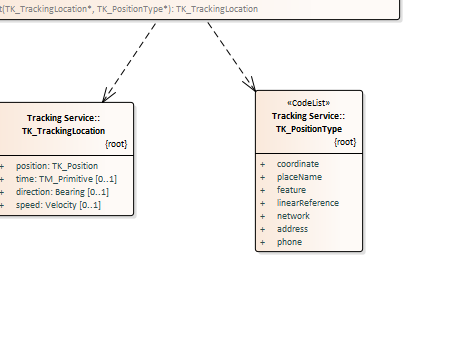 t(TK_TrackingLocation*, TK_PositionType*): TK_TrackingLocation
Tracking Service::
TK_TrackingLocation
{root}
+ position: TK_Position
+ time: TM_Primitive [0..1]
+ direction: Bearing [0..1]
+ speed: Velocity [0..1]
«CodeList»
Tracking Service::
TK_PositionType
{root}
+ coordinate
+ placeName
+ feature
+ linearReference
+ network
+ address
+ phone